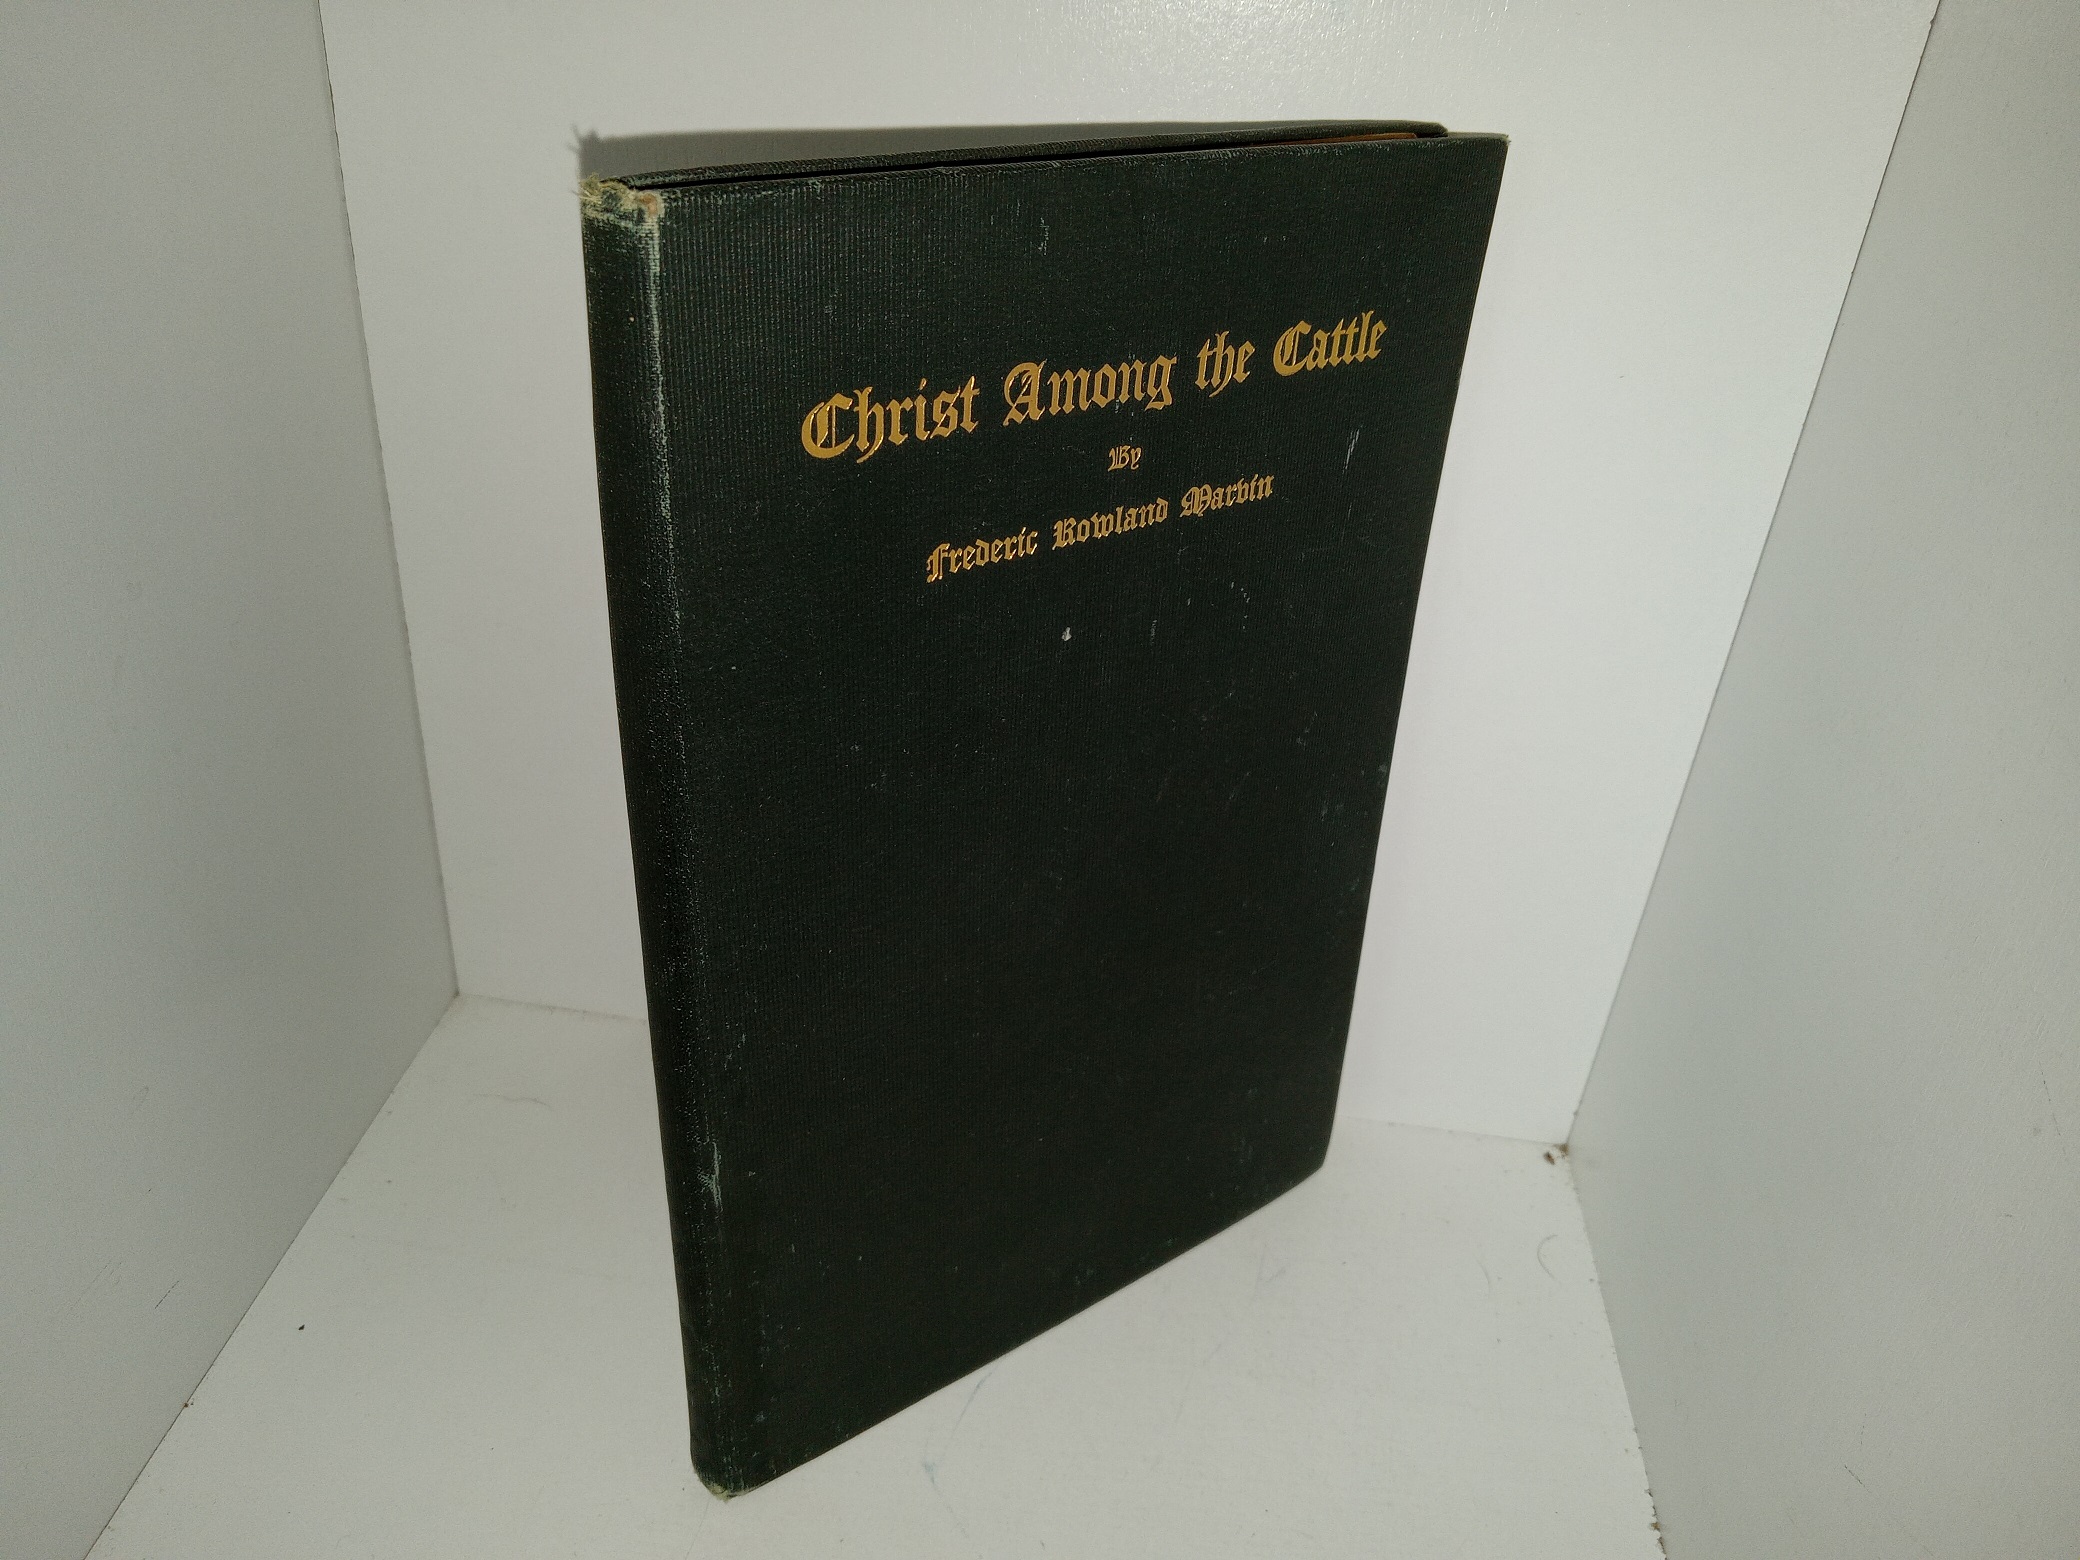 Christ Among the Cattle
By
Frederic Rowland Marvin